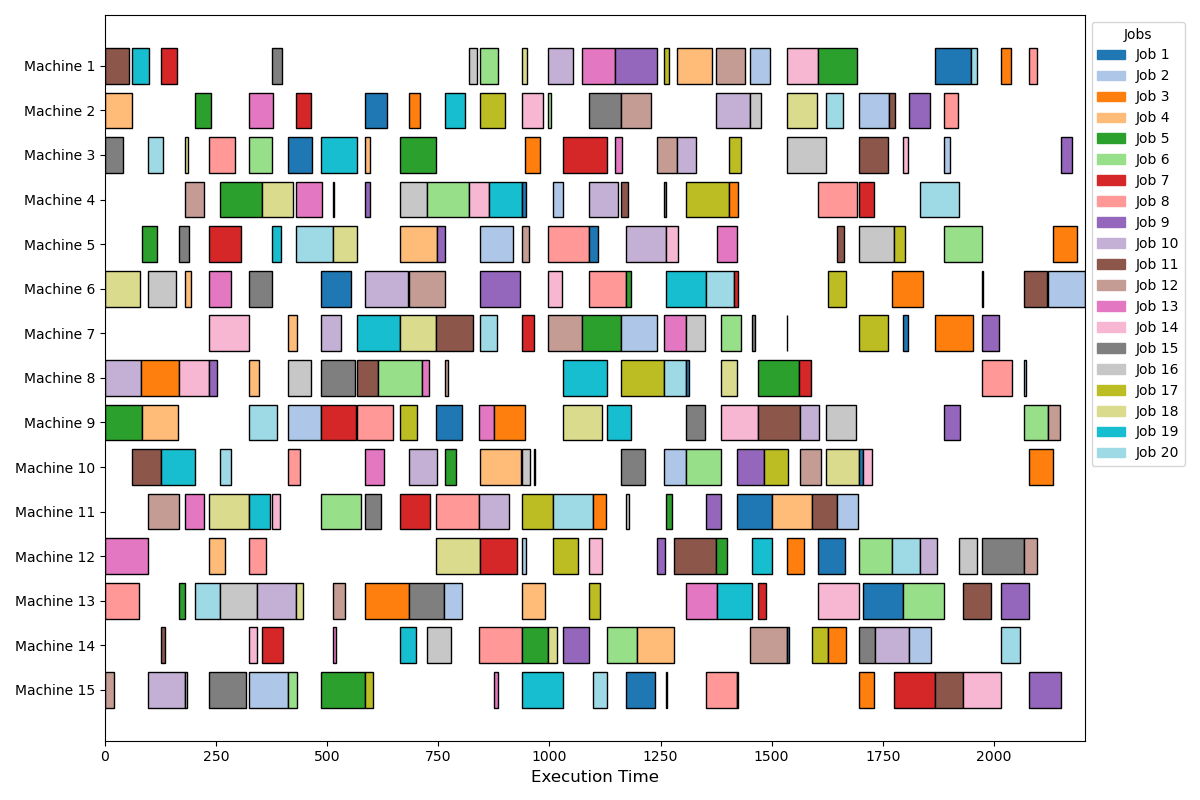 Jobs
Machine 1
Machine 2
Machine 3
Machine 4
Machine 5
Machine 6
Machine 7
Machine 8
Machine 9
Machine 10
Machine 11
Machine 12
Machine 13
Machine 14
Machine 15
Job 1
Job 2
Job 3
Job 4
Job 5
Job 6
Job 7
Job 8
Job 9
Job 10
Job 11
Job 12
Job 13
Job 14
Job 15
Job 16
Job 17
Job 18
Job 19
Job 20
0 250 500 750 1000 1250 1500 1750 2000
Execution Time